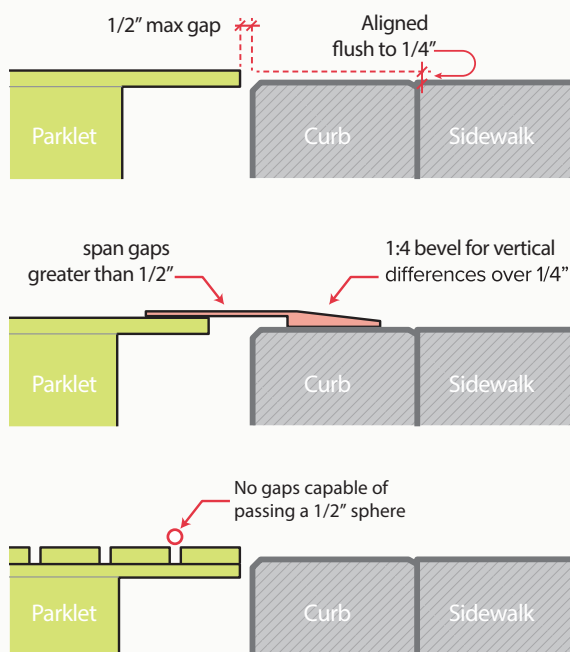 1/2” max gap
Aligned
flush to 1/4”
Parklet
Curb
Sidewalk
span gaps
greater than 1/2”
1:4 bevel for vertical
differences over 1/4”
Parklet
Curb
Sidewalk
No gaps capable of
passing a 1/2” sphere
Parklet
Curb
Sidewalk